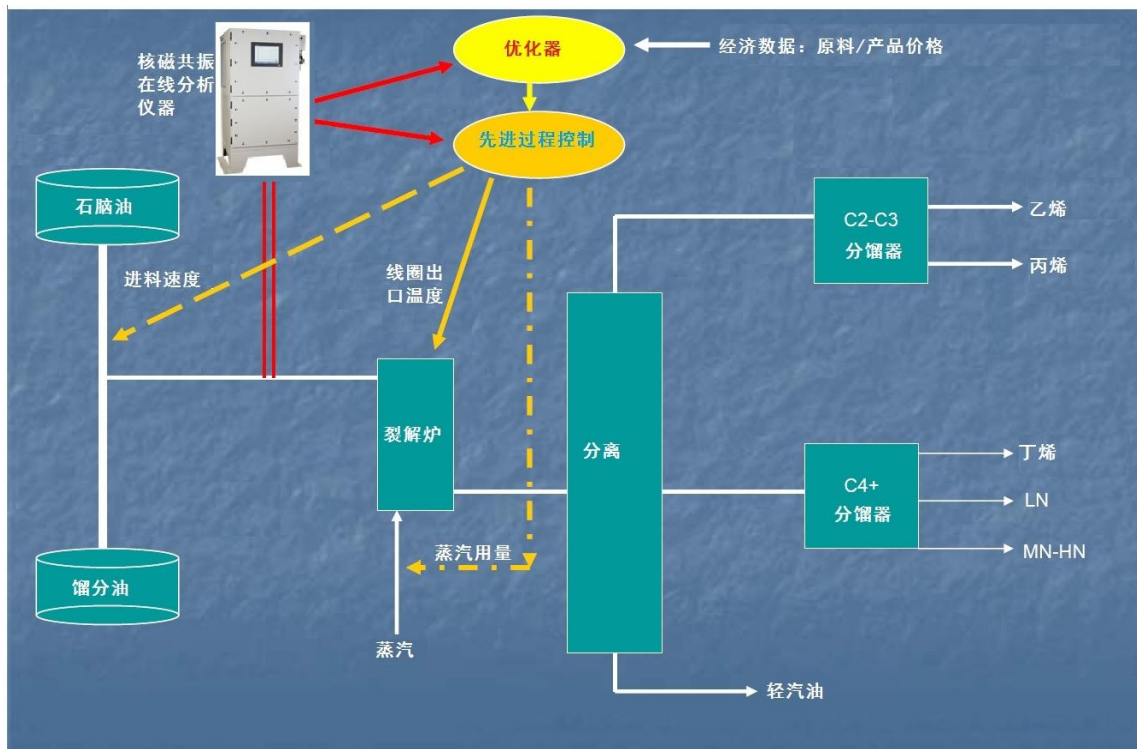 核磁共振
在线分析
仪器
优化器
经济数据：原料/产品价格
先进过程控制
石脑油
进料速度
线圈出
口温度
C2-C3
分馏器
乙烯
丙烯
裂解炉
分离
丁烯
C4+
分馏器
LN
MN-HN
蒸汽用量
馏分油
蒸汽
轻汽油